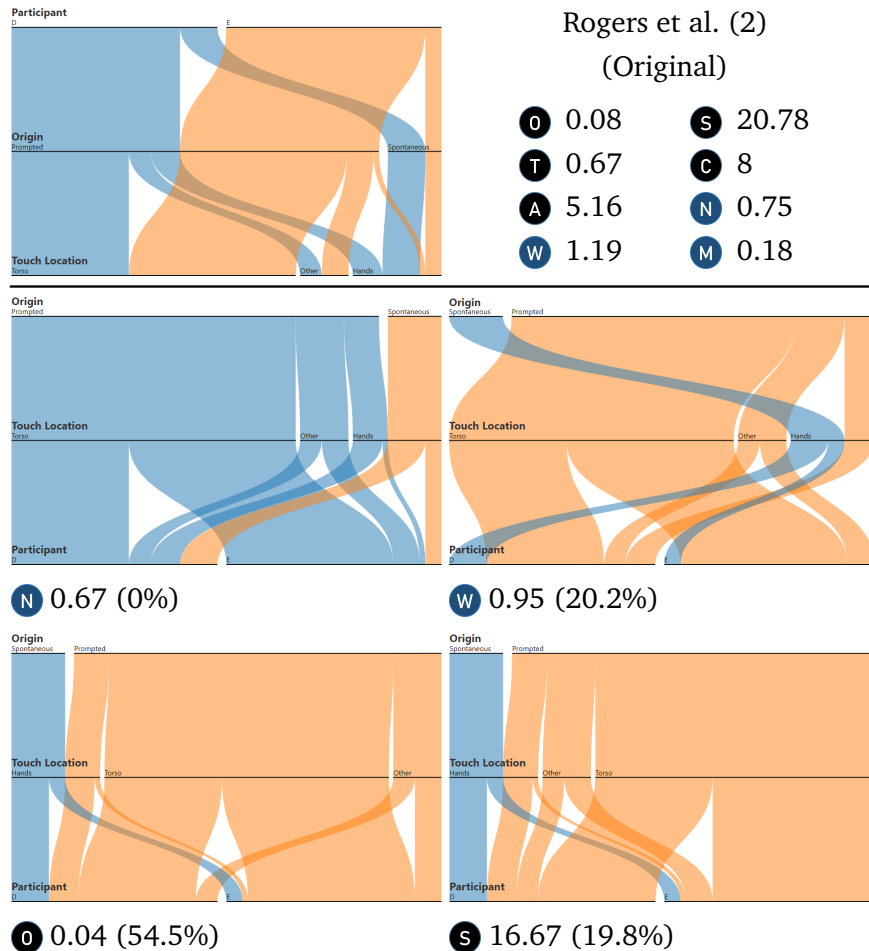 Participant
D E
Origin
Prompted Spontaneous
Touch Location
Torso Other Hands
Rogers et al. (2)
(Original)
O 0.08 S 20.78
T 0.67 C 8
A 5.16 N 0.75
W 1.19 M 0.18
Origin
Prompted Spontaneous
Touch Location
Torso Other Hands
Participant
D E
N 0.67 (0%)
Origin
Spontaneous Prompted
Touch Location
Torso Other Hands
Participant
D E
W 0.95 (20.2%)
Origin
Spontaneous Prompted
Touch Location
Hands Torso Other
Participant
D E
O 0.04 (54.5%)
Origin
Spontaneous Prompted
Touch Location
Hands Other Torso
Participant
D E
S 16.67 (19.8%)